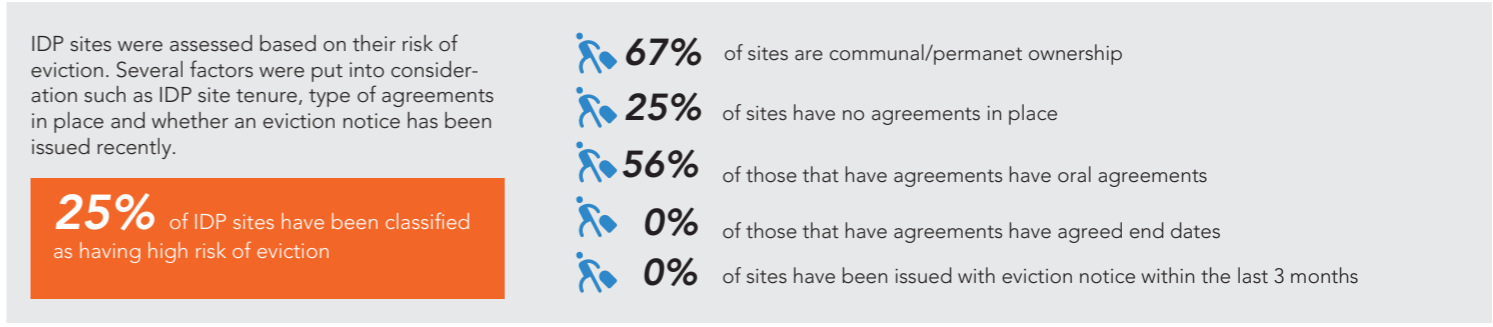 IDP sites were assessed based on their risk of
eviction. Several factors were put into consider-
ation such as IDP site tenure, type of agreements
in place and whether an eviction notice has been
issued recently.
25% of IDP sites have been classified
as having high risk of eviction
67% of sites are communal/permanet ownership
25% of sites have no agreements in place
56% of those that have agreements have oral agreements
0% of those that have agreements have agreed end dates
0% of sites have been issued with eviction notice within the last 3 months